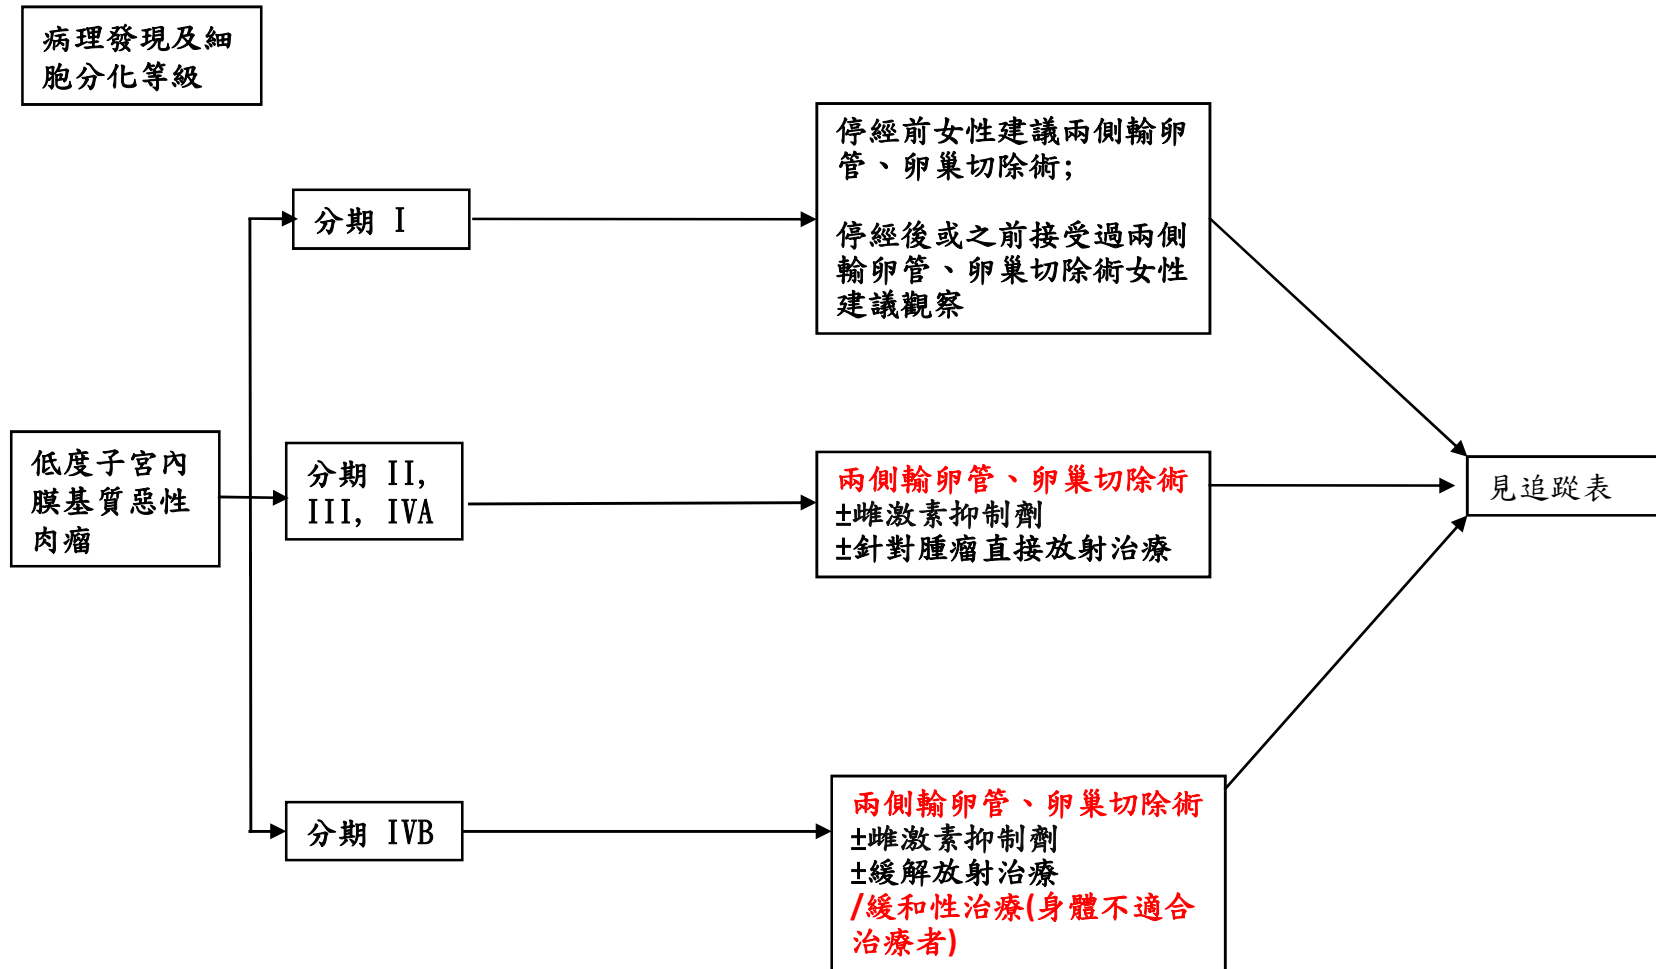 病理發現及細
胞分化等級
停經前女性建議兩側輸卵
管、卵巢切除術;
停經後或之前接受過兩側
輸卵管、卵巢切除術女性
建議觀察
分期 I
低度子宮內
膜基質惡性
肉瘤
分期 II,
III, IVA
兩側輸卵管、卵巢切除術
±雌激素抑制劑
±針對腫瘤直接放射治療
見追蹤表
分期 IVB
兩側輸卵管、卵巢切除術
±雌激素抑制劑
±緩解放射治療
/緩和性治療(身體不適合
治療者)